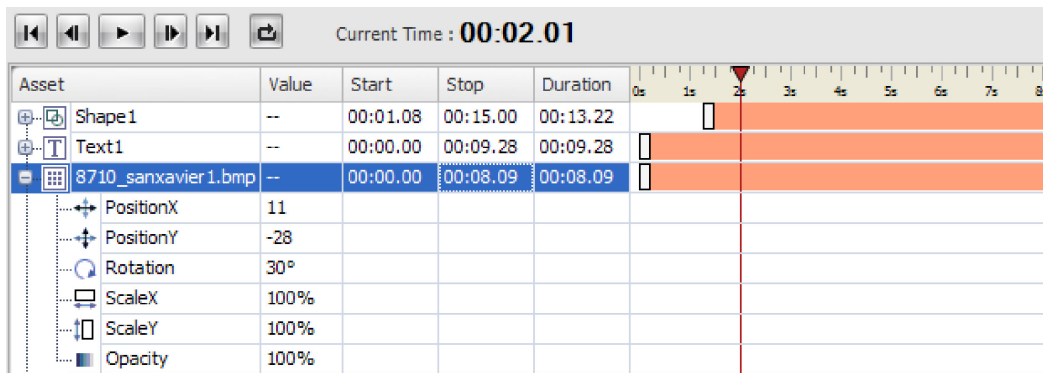 Current Time : 00:02.01
Asset Value Start Stop Duration 0s 1s 2s 3s 4s 5s 6s 7s 8
Shape1 -- 00:01.08 00:15.00 00:13.22
T Text1 -- 00:00.00 00:09.28 00:09.28
8710_sanxavier1.bmp -- 00:00.00 00:08.09 00:08.09
PositionX 11
PositionY -28
Rotation 30°
ScaleX 100%
ScaleY 100%
Opacity 100%